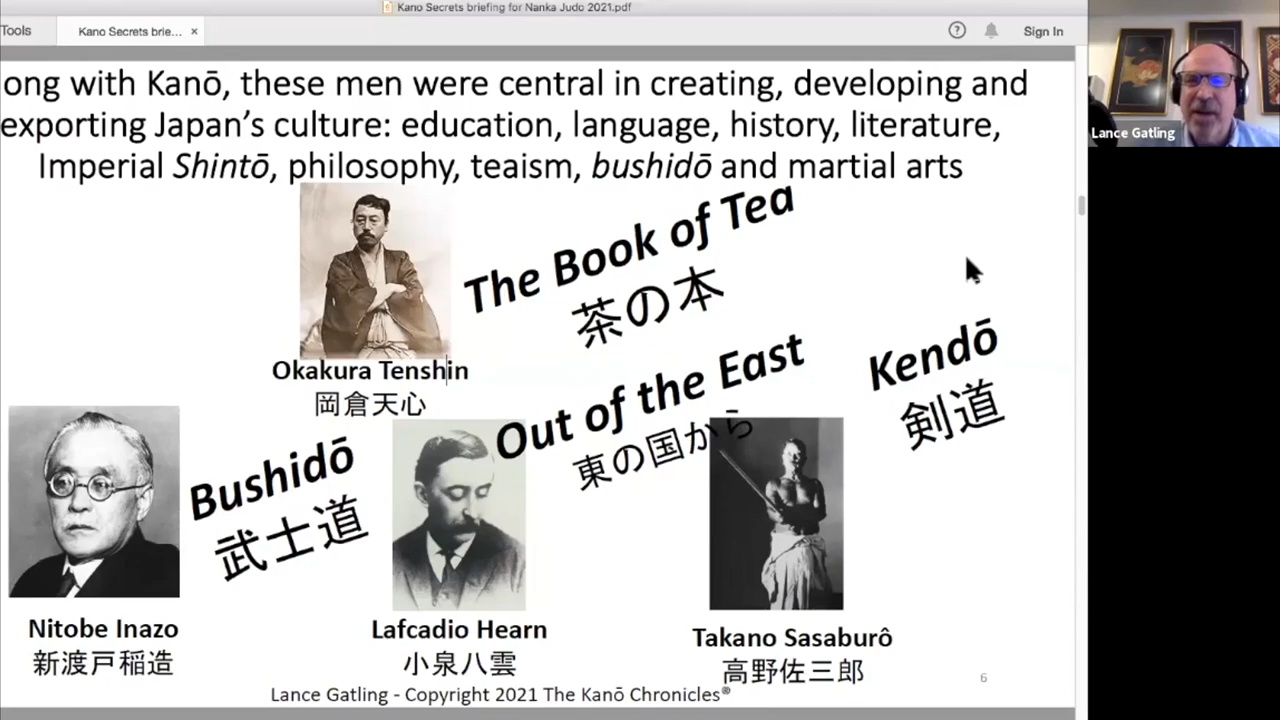 Kano Secrets briefing for Nanka Judo 2021.pdf
Tools
Kano Secrets brie... ×
?
Sign In
ong with Kanō, these men were central in creating, developing and
exporting Japan's culture: education, language, history, literature,
Imperial Shintō, philosophy, teaism, bushidō and martial arts
Lance Gatling
The Book of Tea
茶の本
Okakura Tenshin
岡倉天心
Out of the East
東の国から
Kendō
剣道
Bushidō
武士道
Nitobe Inazo
新渡戸稲造
Lafcadio Hearn
小泉八雲
Takano Sasaburô
高野佐三郎
Lance Gatling - Copyright 2021 The Kanō Chronicles®
6